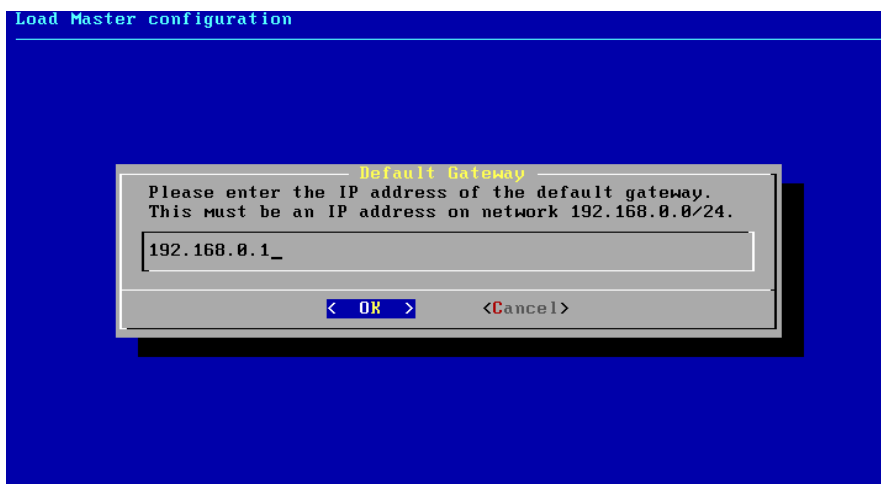 Load Master configuration
Default Gateway
Please enter the IP address of the default gateway.
This must be an IP address on network 192.168.0.0/24.
192.168.0.1_
< OK > <Cancel>